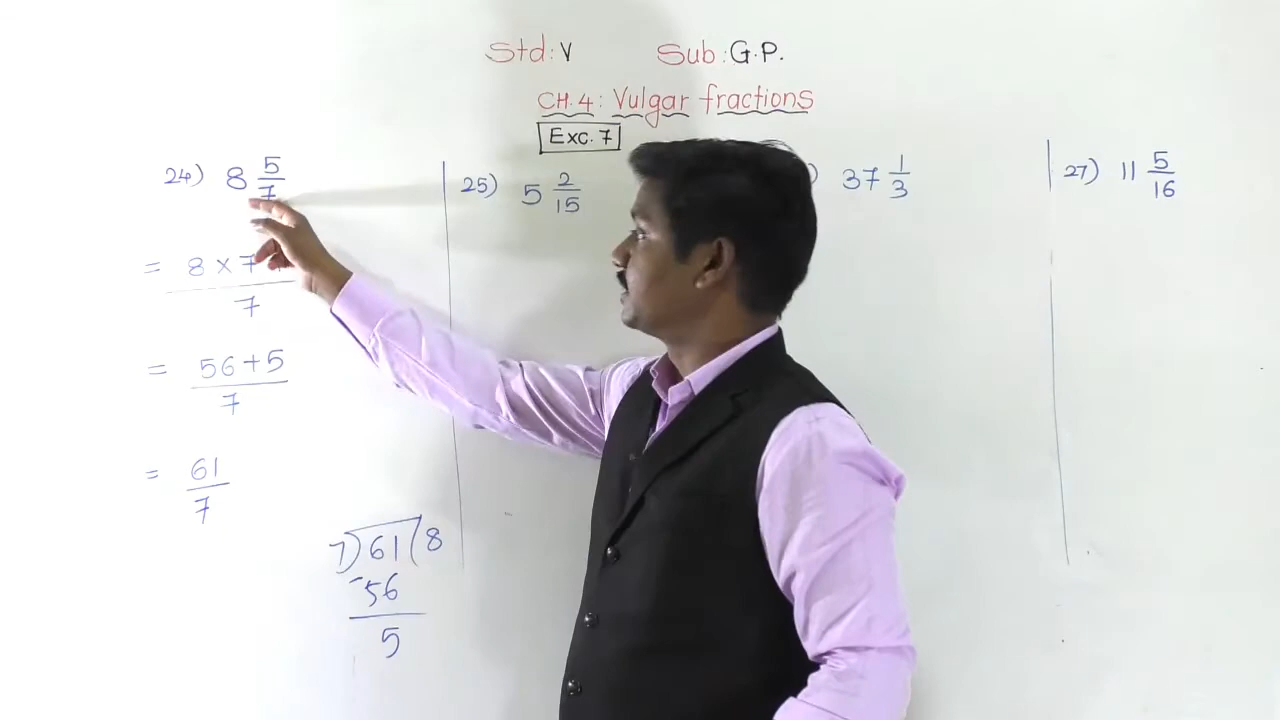 Std: V Sub: G.P.
CH.4: Vulgar fractions
Exc. 7
24) 8 5/7
= 8 × 7
7
= 56+5
7
= 61
7
7)61(8
-56
5
25) 5 2/15
) 37 1/3
27) 11 5/16